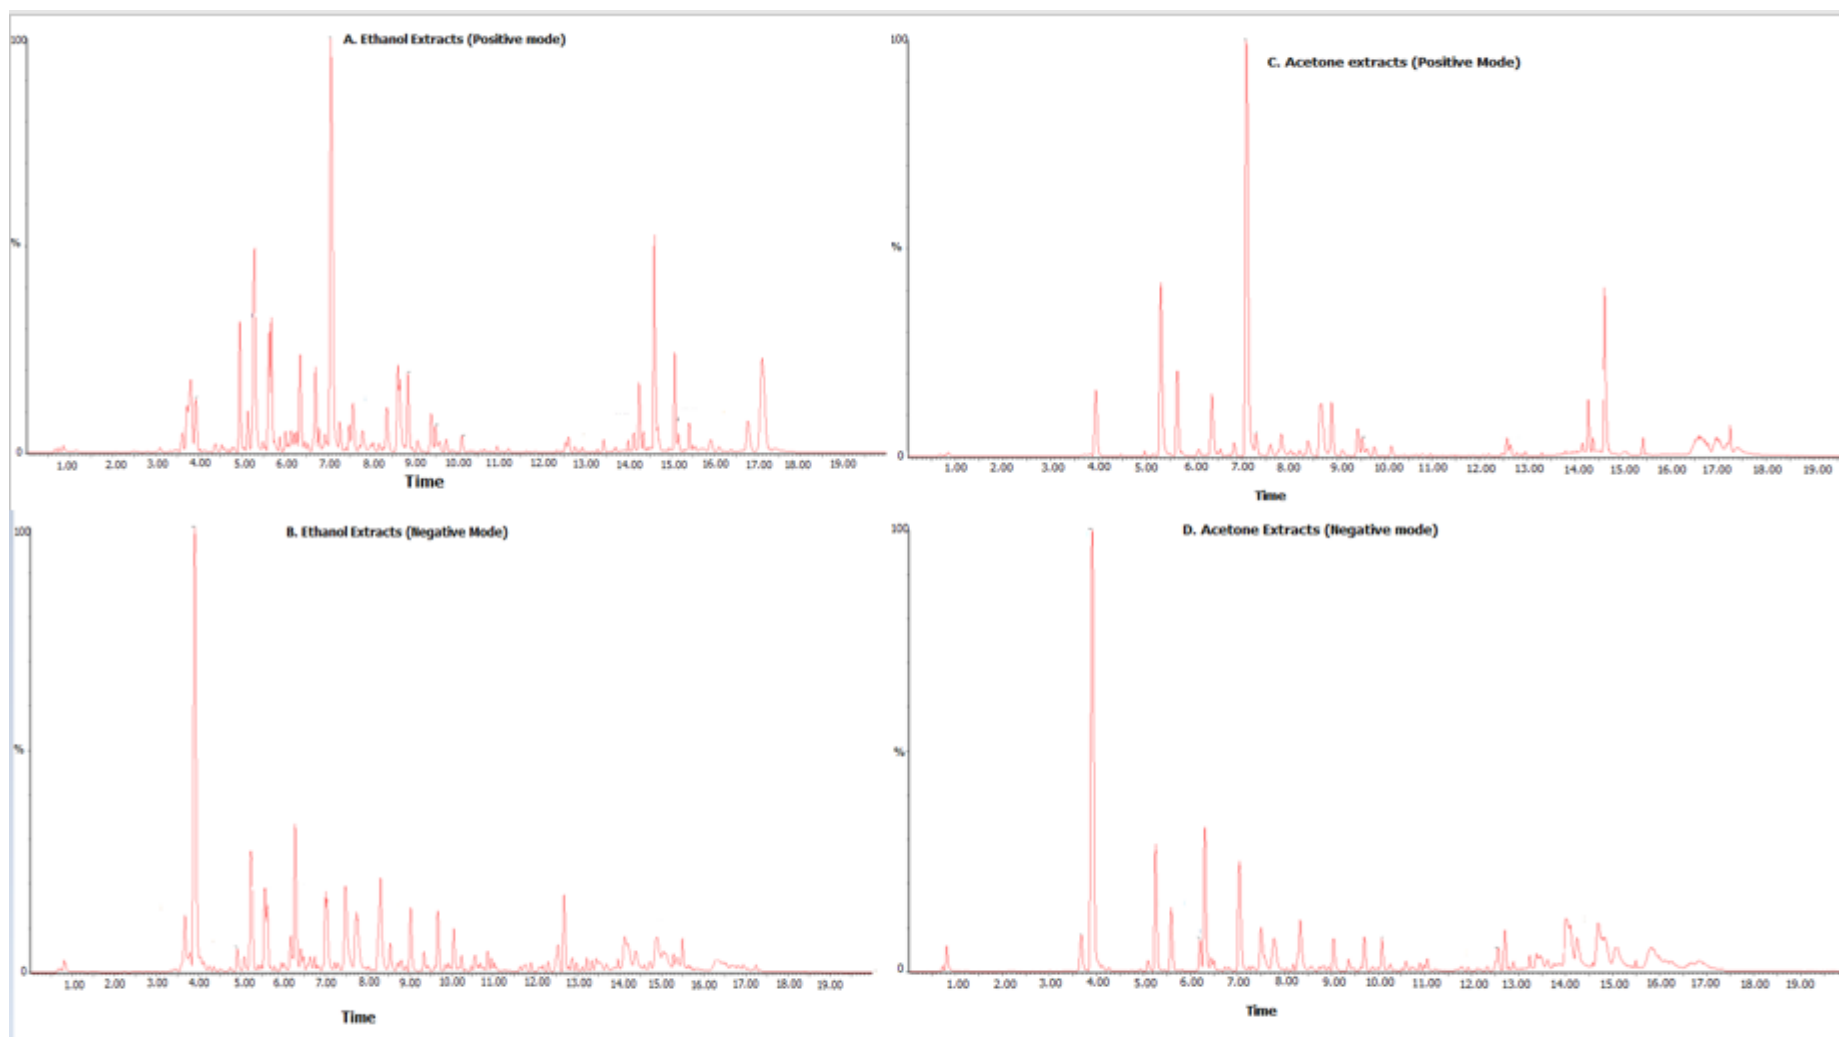 100
A. Ethanol Extracts (Positive mode)
%
0
1.00 2.00 3.00 4.00 5.00 6.00 7.00 8.00 9.00 10.00 11.00 12.00 13.00 14.00 15.00 16.00 17.00 18.00 19.00
Time
100
C. Acetone extracts (Positive Mode)
%
0
1.00 2.00 3.00 4.00 5.00 6.00 7.00 8.00 9.00 10.00 11.00 12.00 13.00 14.00 15.00 16.00 17.00 18.00 19.00
Time
100
B. Ethanol Extracts (Negative Mode)
%
0
1.00 2.00 3.00 4.00 5.00 6.00 7.00 8.00 9.00 10.00 11.00 12.00 13.00 14.00 15.00 16.00 17.00 18.00 19.00
Time
100
D. Acetone Extracts (Negative mode)
%
0
1.00 2.00 3.00 4.00 5.00 6.00 7.00 8.00 9.00 10.00 11.00 12.00 13.00 14.00 15.00 16.00 17.00 18.00 19.00
Time